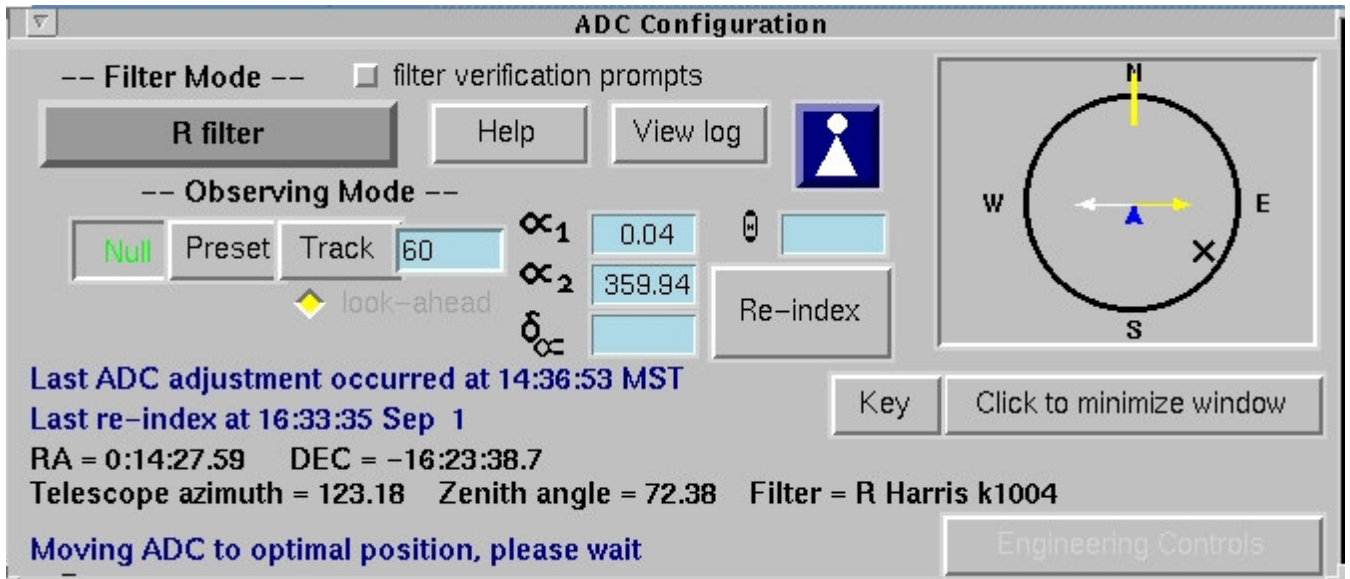 ADC Configuration
-- Filter Mode --
filter verification prompts
R filter
Help
View log
-- Observing Mode --
Null
Preset
Track
60
look-ahead
α1
0.04
α2
359.94
δα
Θ
Re-index
N
W
E
S
Last ADC adjustment occurred at 14:36:53 MST
Last re-index at 16:33:35 Sep 1
Key
Click to minimize window
RA = 0:14:27.59 DEC = -16:23:38.7
Telescope azimuth = 123.18 Zenith angle = 72.38 Filter = R Harris k1004
Moving ADC to optimal position, please wait
Engineering Controls